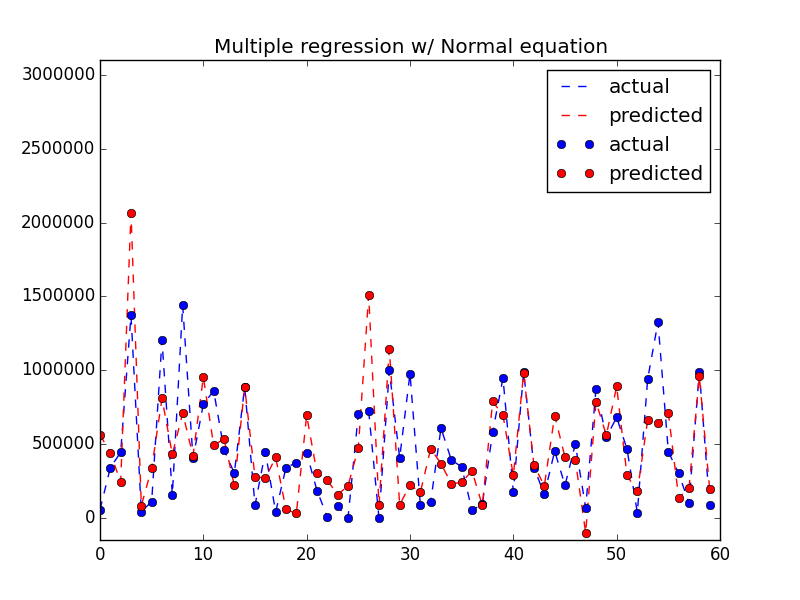 Multiple regression w/ Normal equation
3000000
2500000
2000000
1500000
1000000
500000
0
actual
predicted
actual
predicted
0 10 20 30 40 50 60